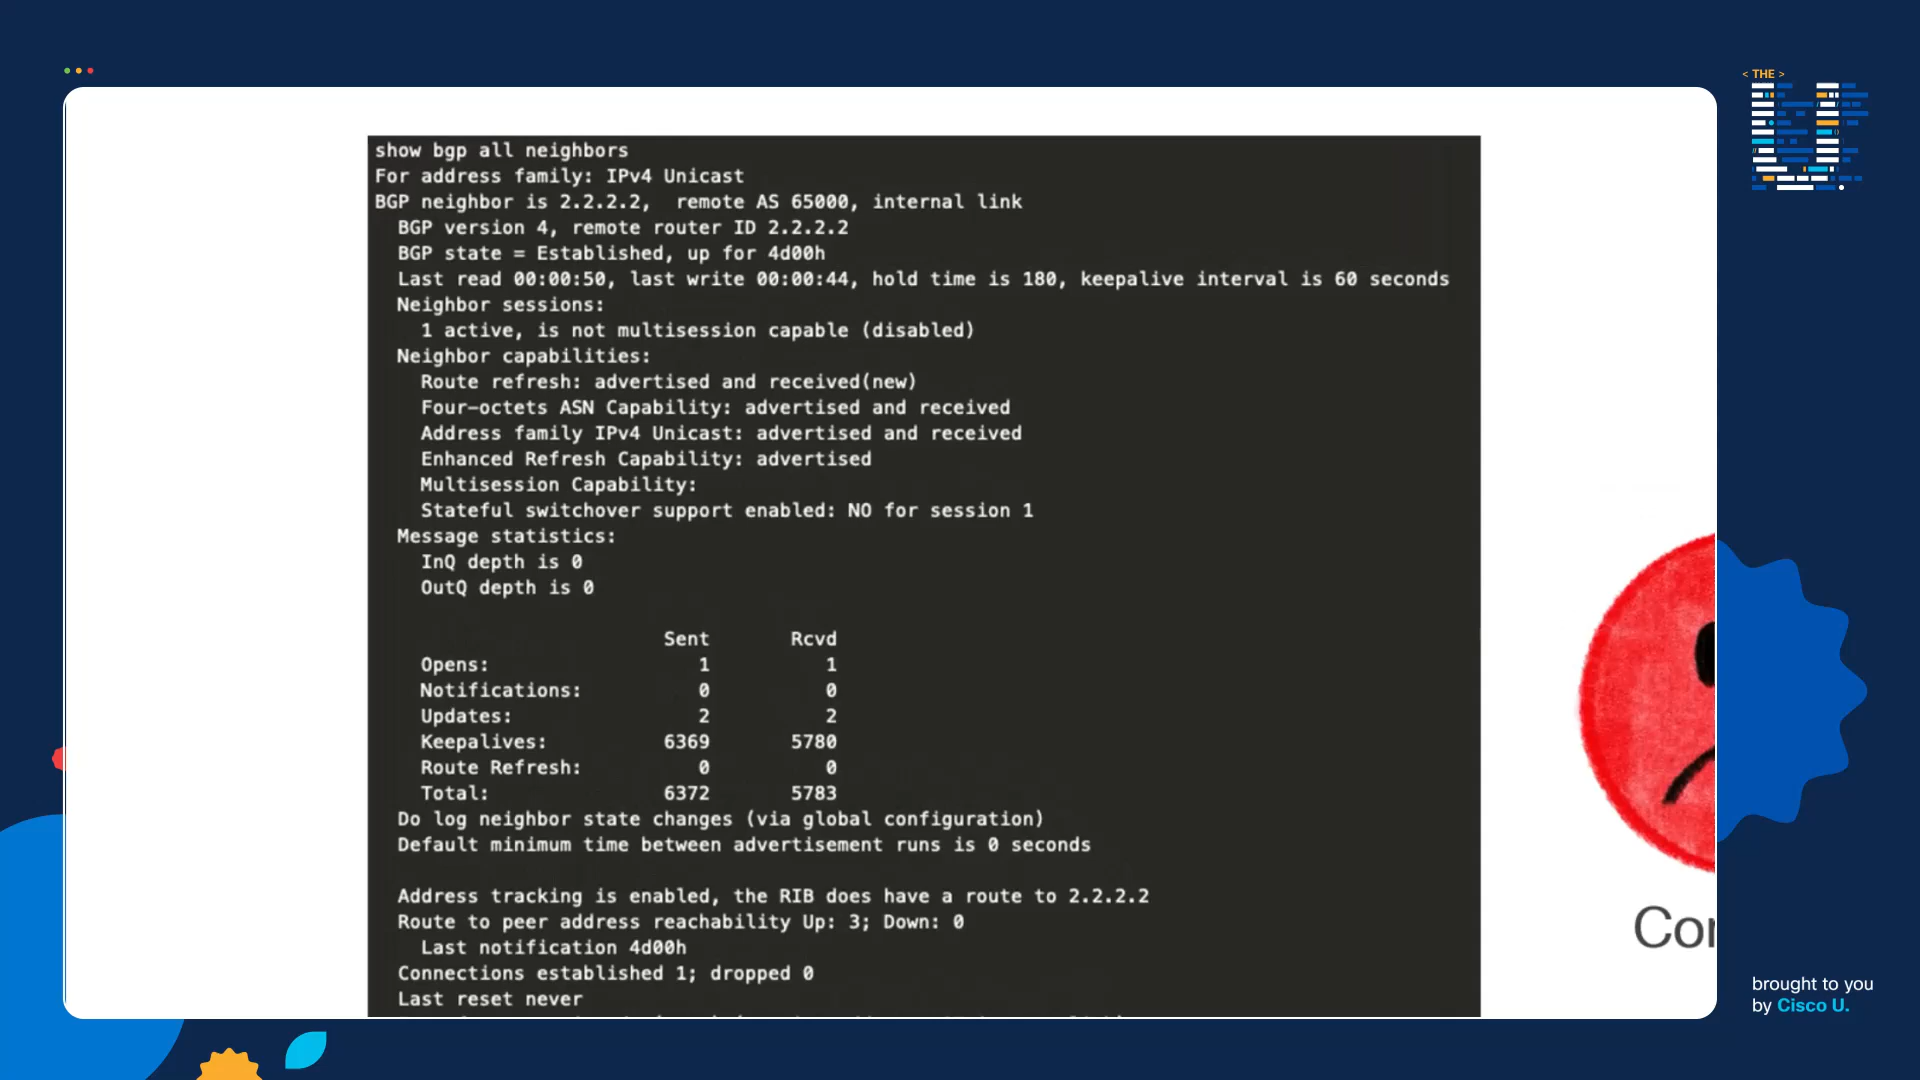 < THE >
show bgp all neighbors
For address family: IPv4 Unicast
BGP neighbor is 2.2.2.2,  remote AS 65000, internal link
  BGP version 4, remote router ID 2.2.2.2
  BGP state = Established, up for 4d00h
  Last read 00:00:50, last write 00:00:44, hold time is 180, keepalive interval is 60 seconds
  Neighbor sessions:
    1 active, is not multisession capable (disabled)
  Neighbor capabilities:
    Route refresh: advertised and received(new)
    Four-octets ASN Capability: advertised and received
    Address family IPv4 Unicast: advertised and received
    Enhanced Refresh Capability: advertised
    Multisession Capability:
    Stateful switchover support enabled: NO for session 1
  Message statistics:
    InQ depth is 0
    OutQ depth is 0
                         Sent       Rcvd
    Opens:                  1          1
    Notifications:          0          0
    Updates:                2          2
    Keepalives:          6369       5780
    Route Refresh:          0          0
    Total:               6372       5783
  Do log neighbor state changes (via global configuration)
  Default minimum time between advertisement runs is 0 seconds
  Address tracking is enabled, the RIB does have a route to 2.2.2.2
  Route to peer address reachability Up: 3; Down: 0
    Last notification 4d00h
  Connections established 1; dropped 0
  Last reset never
brought to you
by Cisco U.